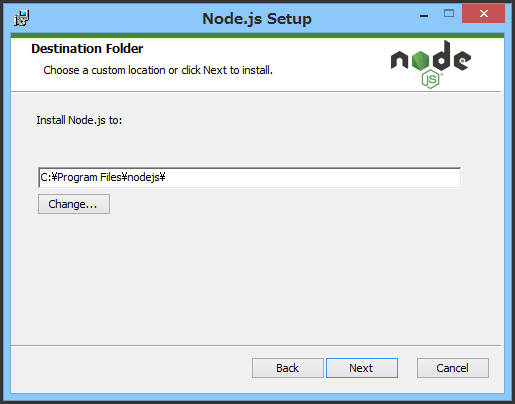 Node.js Setup
Destination Folder
Choose a custom location or click Next to install.
node
JS
Install Node.js to:
C:¥Program Files¥nodejs¥
Change...
Back
Next
Cancel